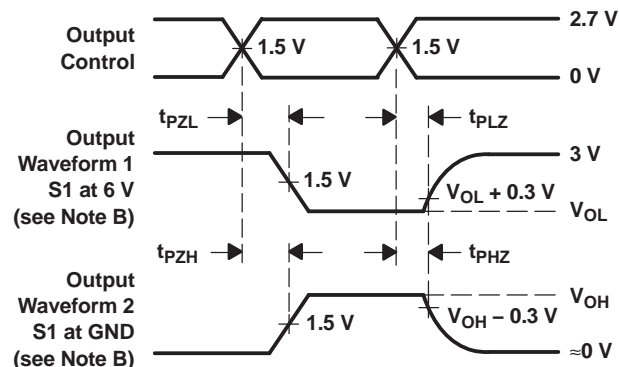 2.7 V
Output
Control
1.5 V
1.5 V
0 V
tPZL
tPLZ
Output
Waveform 1
S1 at 6 V
(see Note B)
3 V
1.5 V
VOL + 0.3 V
VOL
tPZH
tPHZ
Output
Waveform 2
S1 at GND
(see Note B)
VOH
1.5 V
VOH − 0.3 V
≈0 V